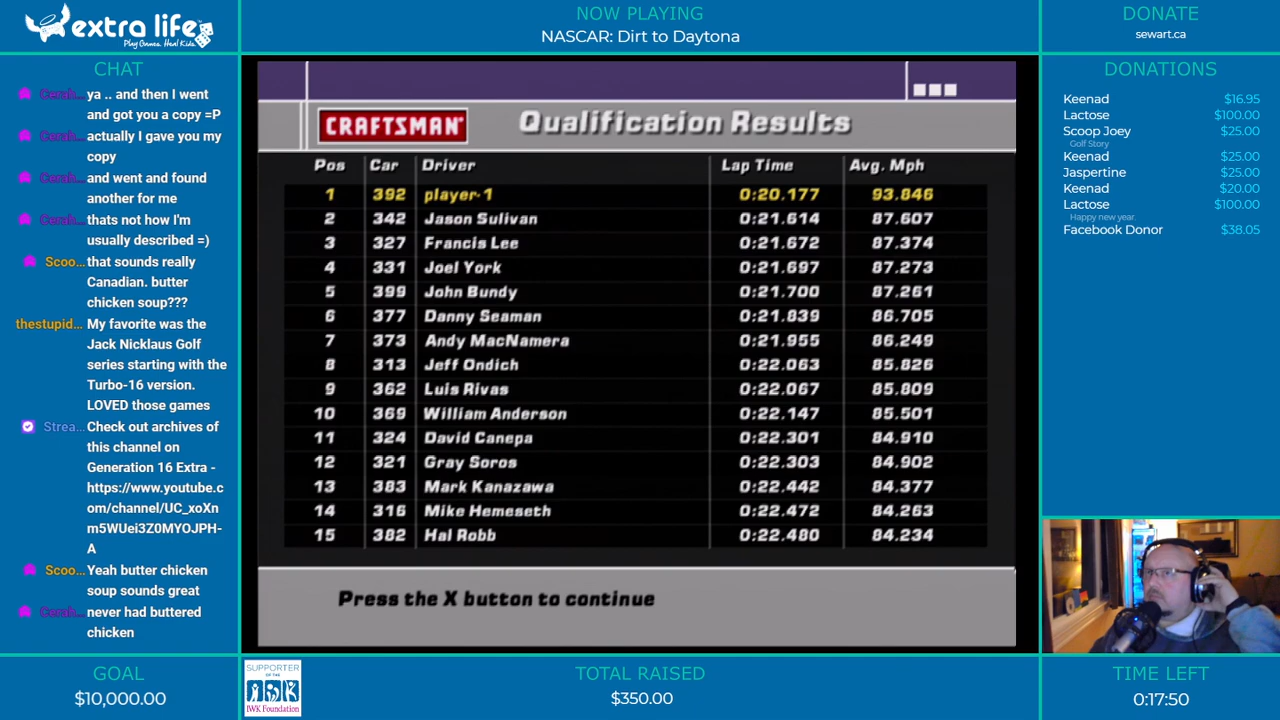 extra life
Play Games. Heal Kids.
NOW PLAYING
NASCAR: Dirt to Daytona
DONATE
sewart.ca
CHAT
Cerab... ya .. and then I went
and got you a copy =P
Cerab... actually I gave you my
copy
Cerab... and went and found
another for me
Cerab... thats not how I'm
usually described =)
Scoo... that sounds really
Canadian. butter
chicken soup???
thestupid... My favorite was the
Jack Nicklaus Golf
series starting with the
Turbo-16 version.
LOVED those games
Strea... Check out archives of
this channel on
Generation 16 Extra -
https://www.youtube.c
om/channel/UC_xoXn
m5WUei3Z0MYOJPH-
A
Scoo... Yeah butter chicken
soup sounds great
Cerab... never had buttered
chicken
CRAFTSMAN
Qualification Results
Pos Car Driver Lap Time Avg. Mph
1 392 player-1 0:20.177 93.846
2 342 Jason Sulivan 0:21.614 87.607
3 327 Francis Lee 0:21.672 87.374
4 331 Joel York 0:21.697 87.273
5 399 John Bundy 0:21.700 87.261
6 377 Danny Seaman 0:21.839 86.705
7 373 Andy MacNamera 0:21.955 86.249
8 313 Jeff Ondich 0:22.063 85.826
9 362 Luis Rivas 0:22.067 85.809
10 369 William Anderson 0:22.147 85.501
11 324 David Canepa 0:22.301 84.910
12 321 Gray Soros 0:22.303 84.902
13 383 Mark Kanazawa 0:22.442 84.377
14 316 Mike Hemeseth 0:22.472 84.263
15 382 Hal Robb 0:22.480 84.234
Press the X button to continue
DONATIONS
Keenad $16.95
Lactose $100.00
Scoop Joey $25.00
Golf Story
Keenad $25.00
Jaspertine $25.00
Keenad $20.00
Lactose $100.00
Happy new year.
Facebook Donor $38.05
GOAL
$10,000.00
SUPPORTER
OF THE
IWK
IWK Foundation
TOTAL RAISED
$350.00
TIME LEFT
0:17:50